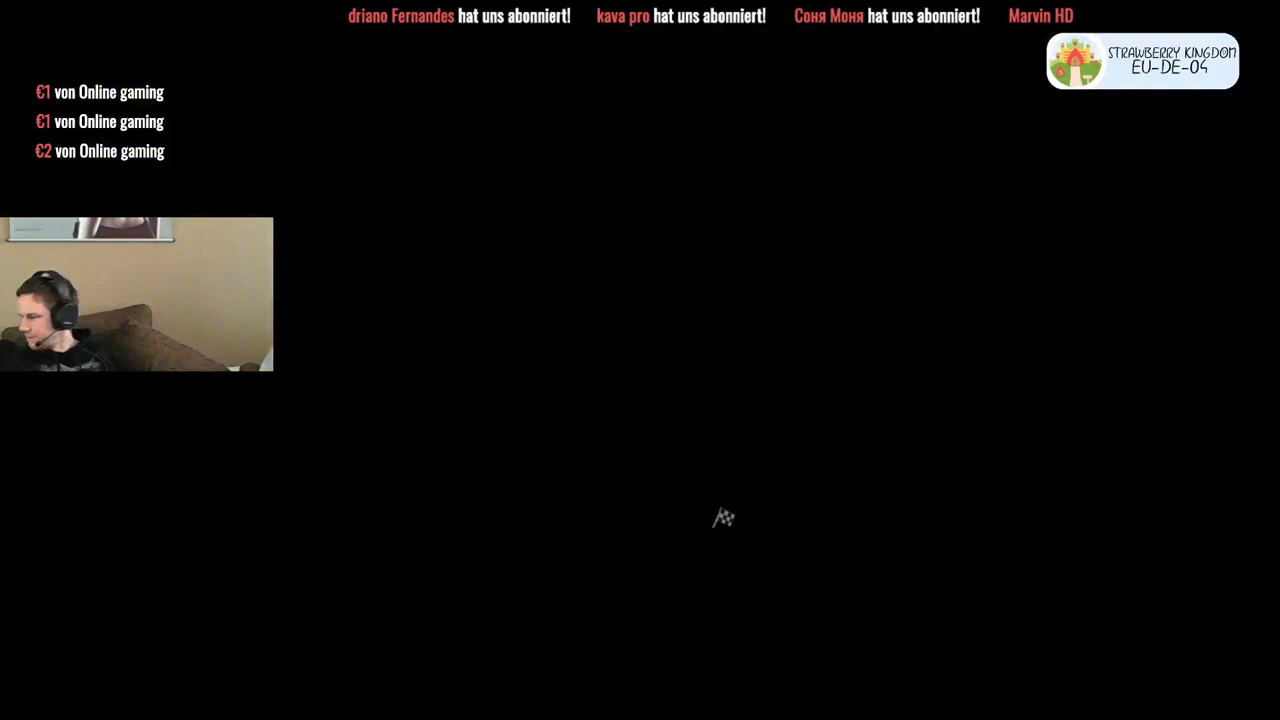 driano Fernandes hat uns abonniert! kava pro hat uns abonniert! Соня Моня hat uns abonniert! Marvin HD
STRAWBERRY KINGDOM
EU-DE-04
€1 von Online gaming
€1 von Online gaming
€2 von Online gaming